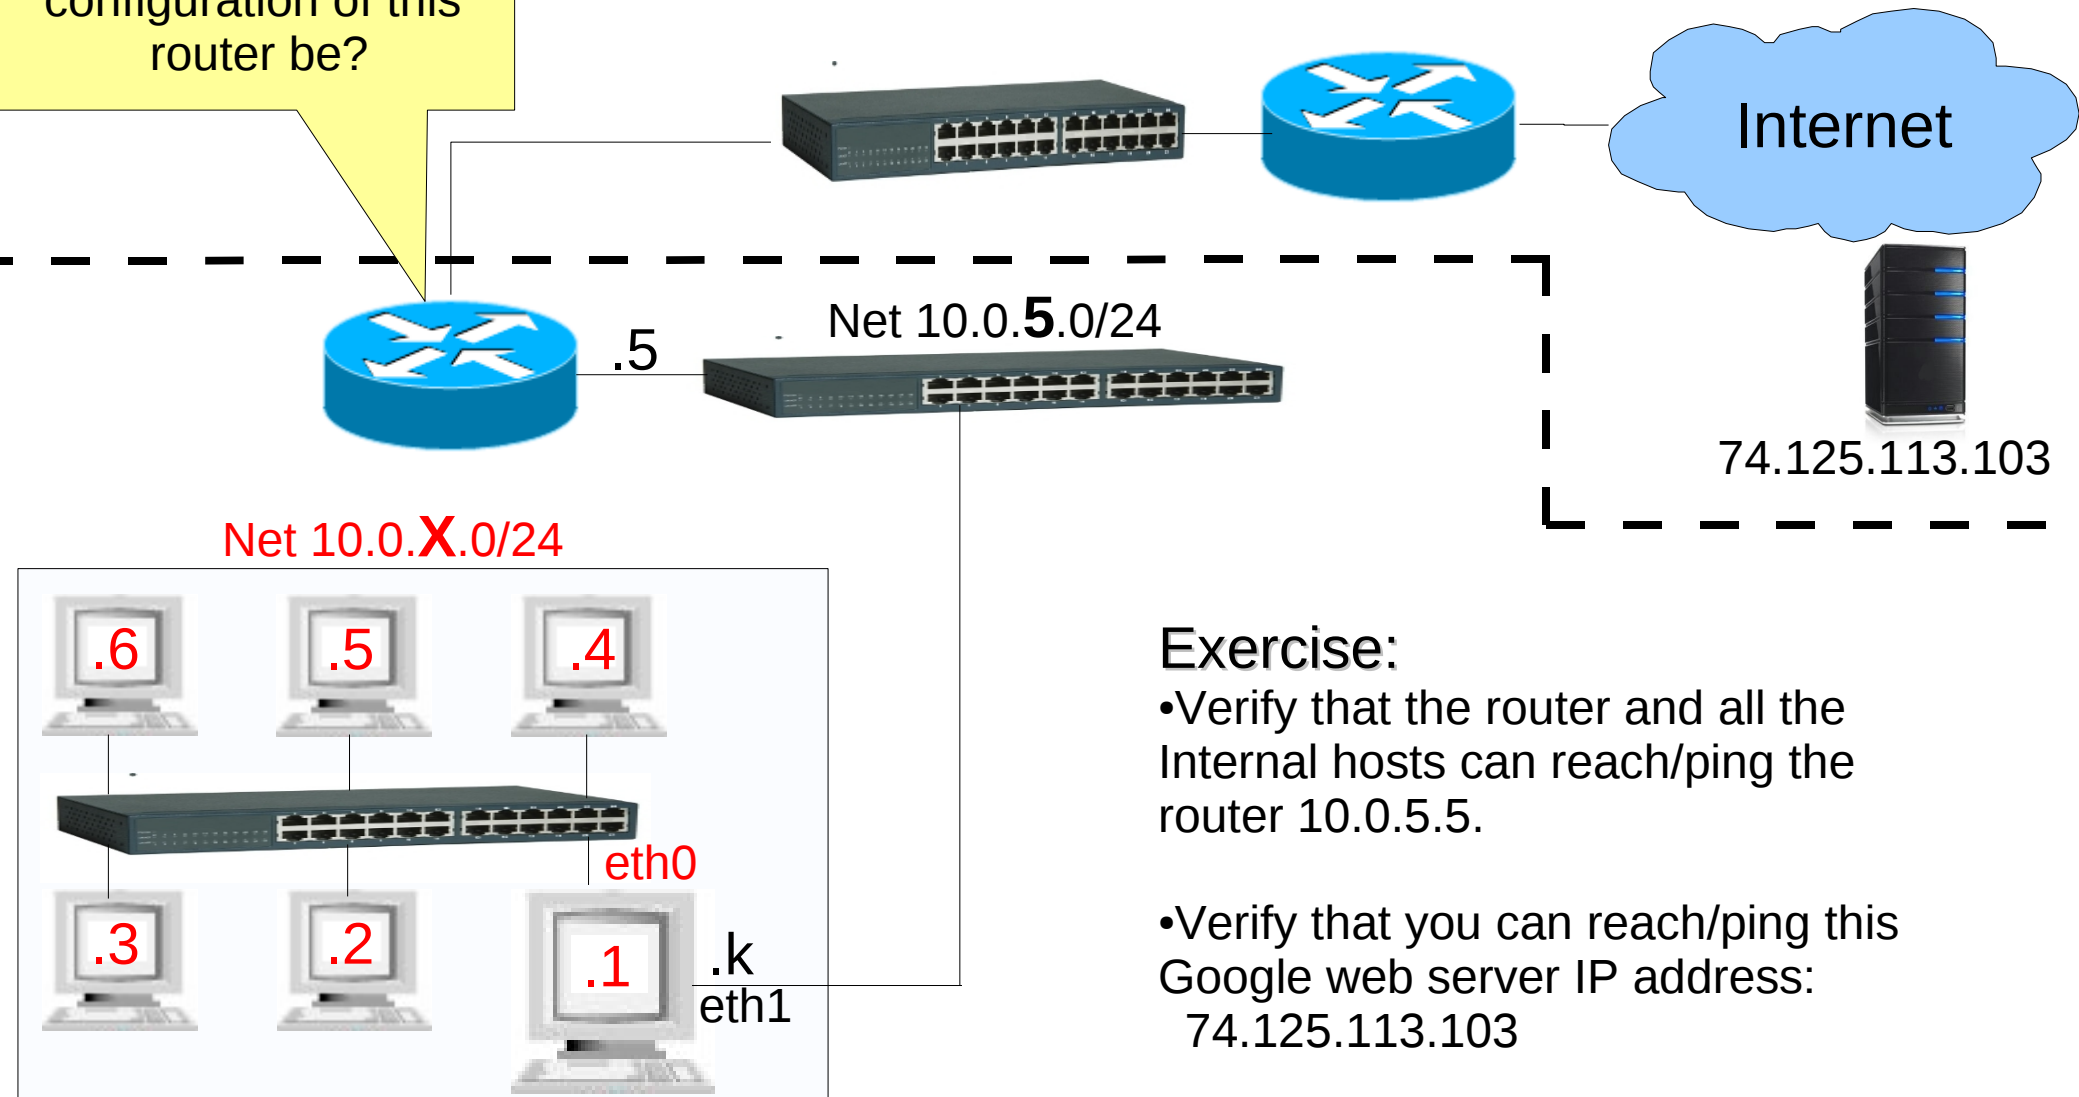 configuration of this
router be?
Internet
Net 10.0.5.0/24
.5
74.125.113.103
Net 10.0.X.0/24
.6
.5
.4
eth0
.3
.2
.1
.k
eth1
Exercise:
•Verify that the router and all the
Internal hosts can reach/ping the
router 10.0.5.5.
•Verify that you can reach/ping this
Google web server IP address:
74.125.113.103